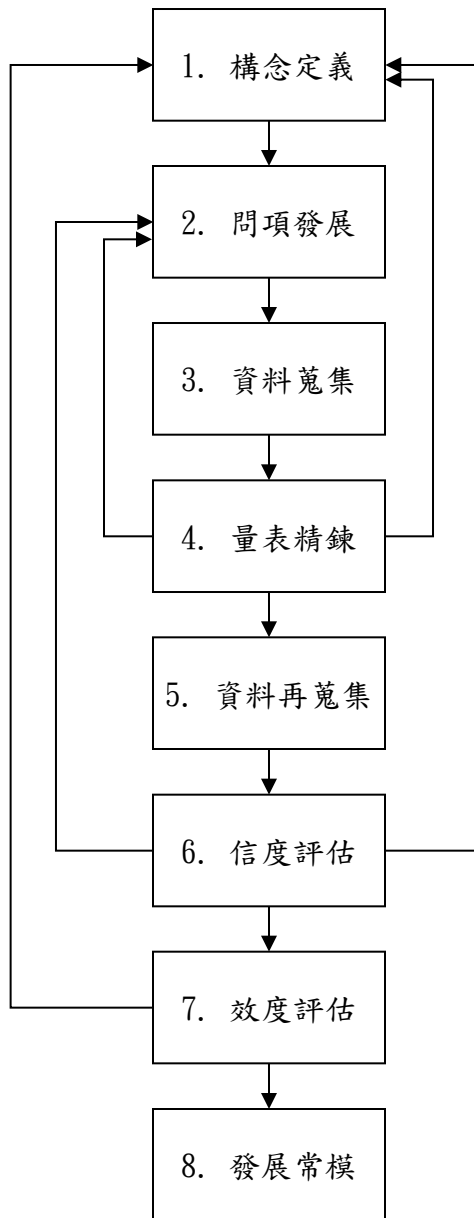 1. 構念定義
2. 問項發展
3. 資料蒐集
4. 量表精鍊
5. 資料再蒐集
6. 信度評估
7. 效度評估
8. 發展常模